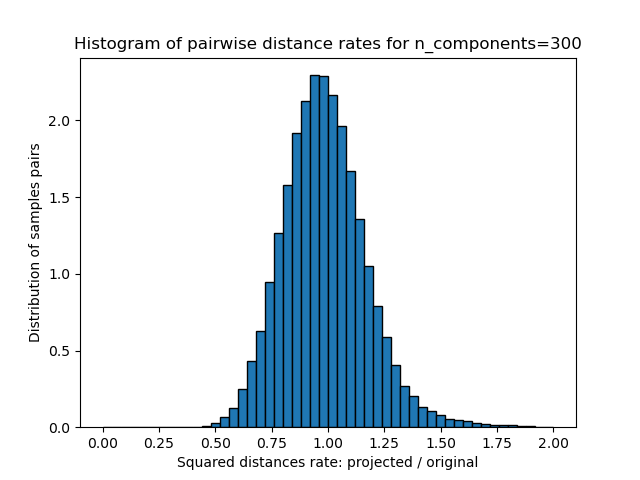 Histogram of pairwise distance rates for n_components=300
2.0
1.5
1.0
0.5
0.0
Distribution of samples pairs
0.00 0.25 0.50 0.75 1.00 1.25 1.50 1.75 2.00
Squared distances rate: projected / original